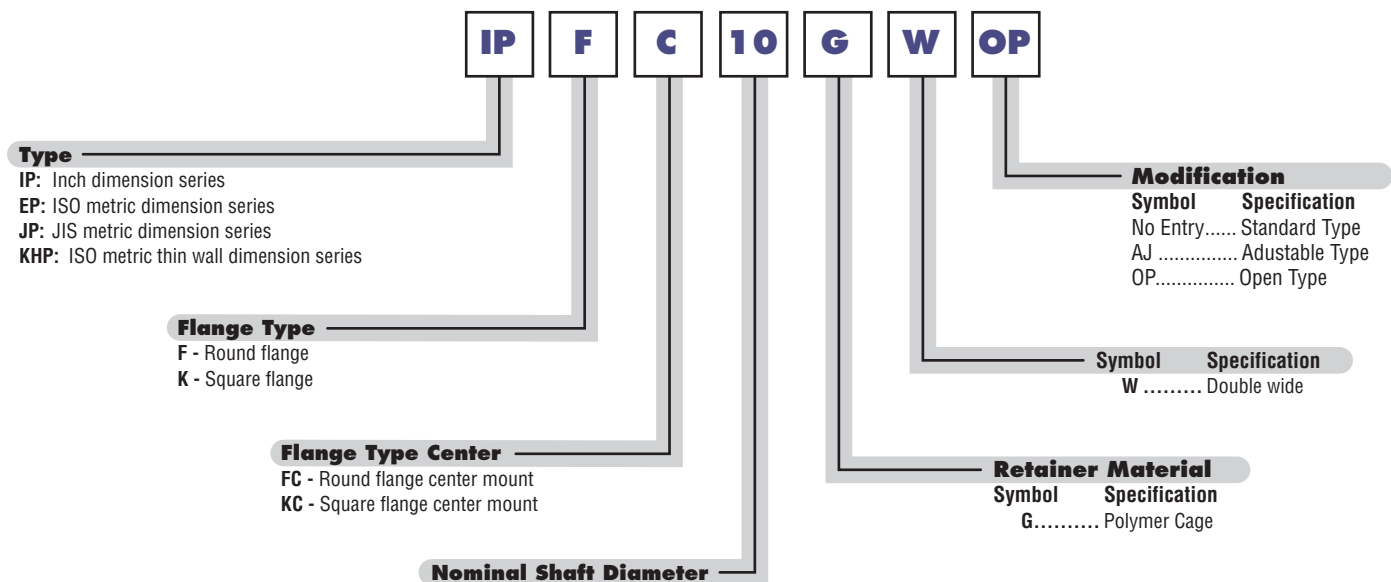 IP F C 10 G W OP
Type
IP: Inch dimension series
EP: ISO metric dimension series
JP: JIS metric dimension series
KHP: ISO metric thin wall dimension series
Flange Type
F - Round flange
K - Square flange
Flange Type Center
FC - Round flange center mount
KC - Square flange center mount
Nominal Shaft Diameter
Modification
Symbol Specification
No Entry...... Standard Type
AJ ............... Adustable Type
OP............... Open Type
Symbol Specification
W ......... Double wide
Retainer Material
Symbol Specification
G.......... Polymer Cage